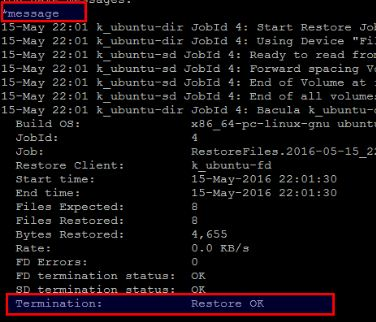 *message
15-May 22:01 k_ubuntu-dir JobId 4: Start Restore Job
15-May 22:01 k_ubuntu-dir JobId 4: Using Device "Fil
15-May 22:01 k_ubuntu-sd JobId 4: Ready to read from
15-May 22:01 k_ubuntu-sd JobId 4: Forward spacing Vo
15-May 22:01 k_ubuntu-sd JobId 4: End of Volume at
15-May 22:01 k_ubuntu-sd JobId 4: End of all volume
15-May 22:01 k_ubuntu-dir JobId 4: Bacula k_ubuntu-d
Build OS: x86_64-pc-linux-gnu ubunt
JobId: 4
Job: RestoreFiles.2016-05-15_22
Restore Client: k_ubuntu-fd
Start time: 15-May-2016 22:01:30
End time: 15-May-2016 22:01:30
Files Expected: 8
Files Restored: 8
Bytes Restored: 4,655
Rate: 0.0 KB/s
FD Errors: 0
FD termination status: OK
SD termination status: OK
Termination: Restore OK